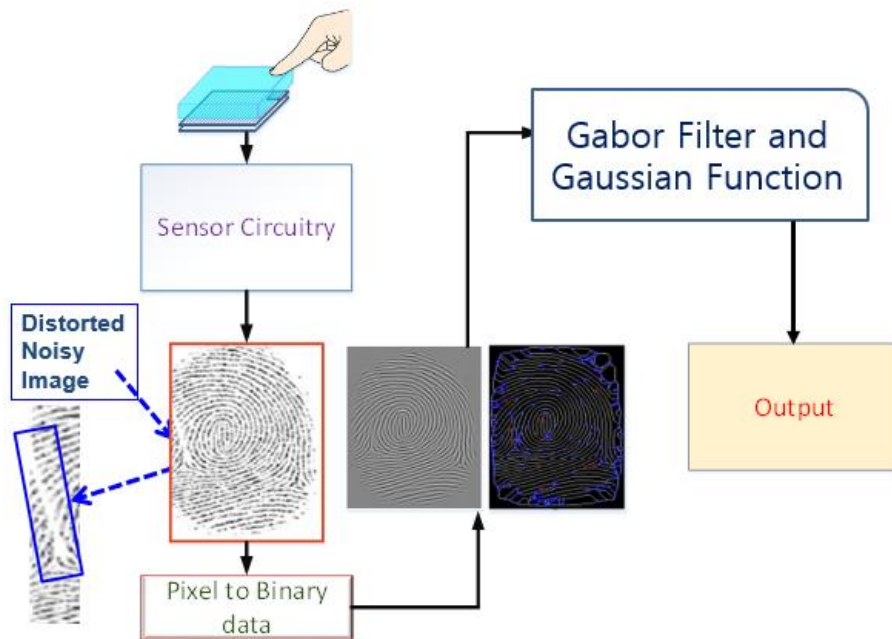 Gabor Filter and
Gaussian Function
Sensor Circuitry
Distorted
Noisy
Image
Output
Pixel to Binary
data